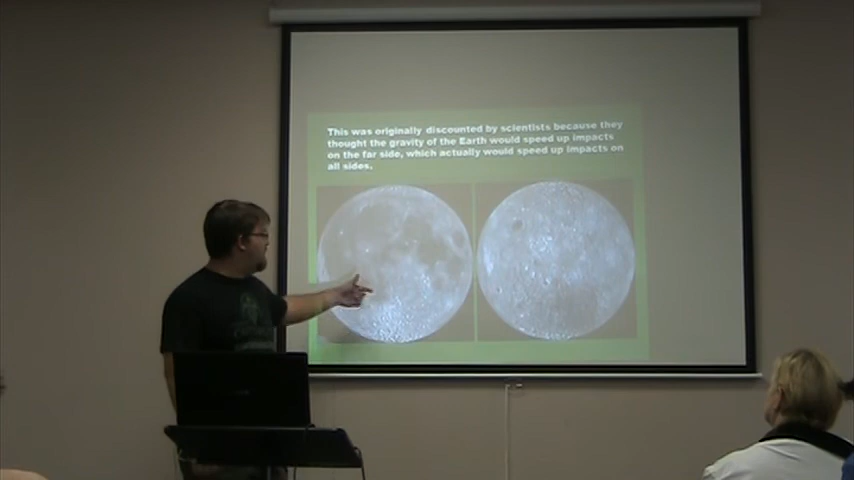 This was originally discounted by scientists because they
thought the gravity of the Earth would speed up impacts
on the far side, which actually would speed up impacts on
all sides.